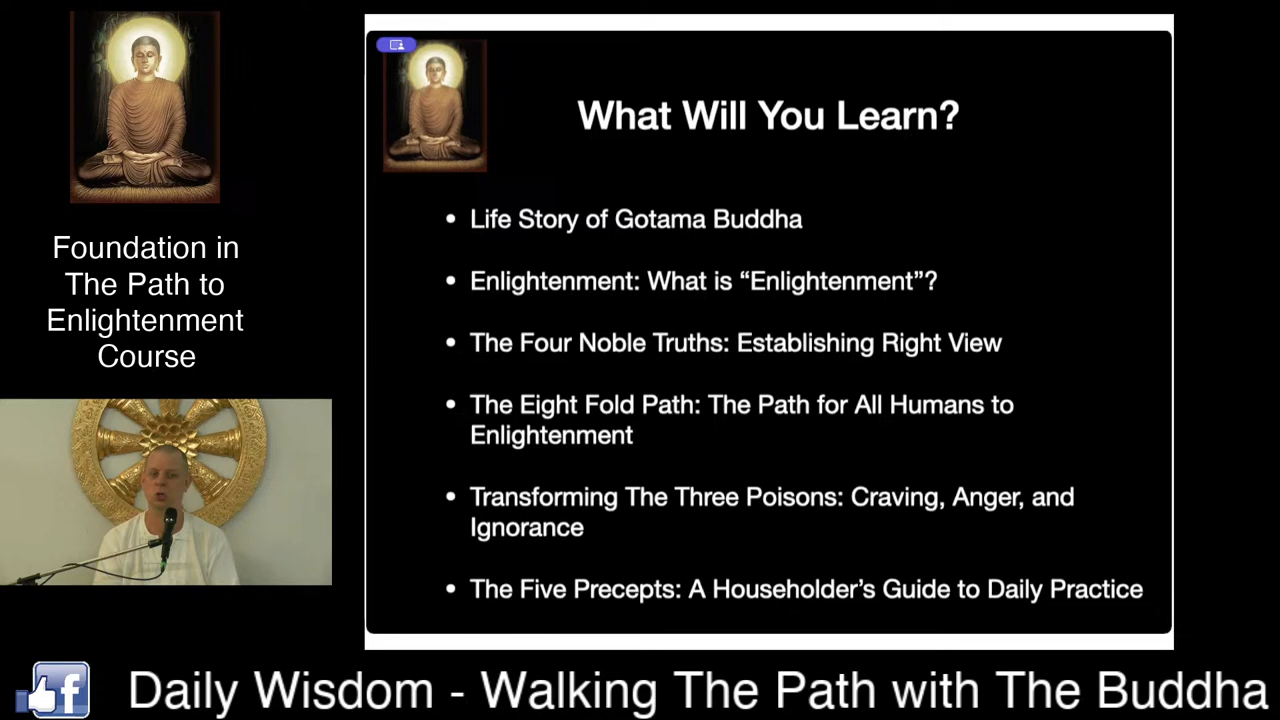 Foundation in
The Path to
Enlightenment
Course
What Will You Learn?
• Life Story of Gotama Buddha
• Enlightenment: What is “Enlightenment”?
• The Four Noble Truths: Establishing Right View
• The Eight Fold Path: The Path for All Humans to
Enlightenment
• Transforming The Three Poisons: Craving, Anger, and
Ignorance
• The Five Precepts: A Householder’s Guide to Daily Practice
f Daily Wisdom - Walking The Path with The Buddha